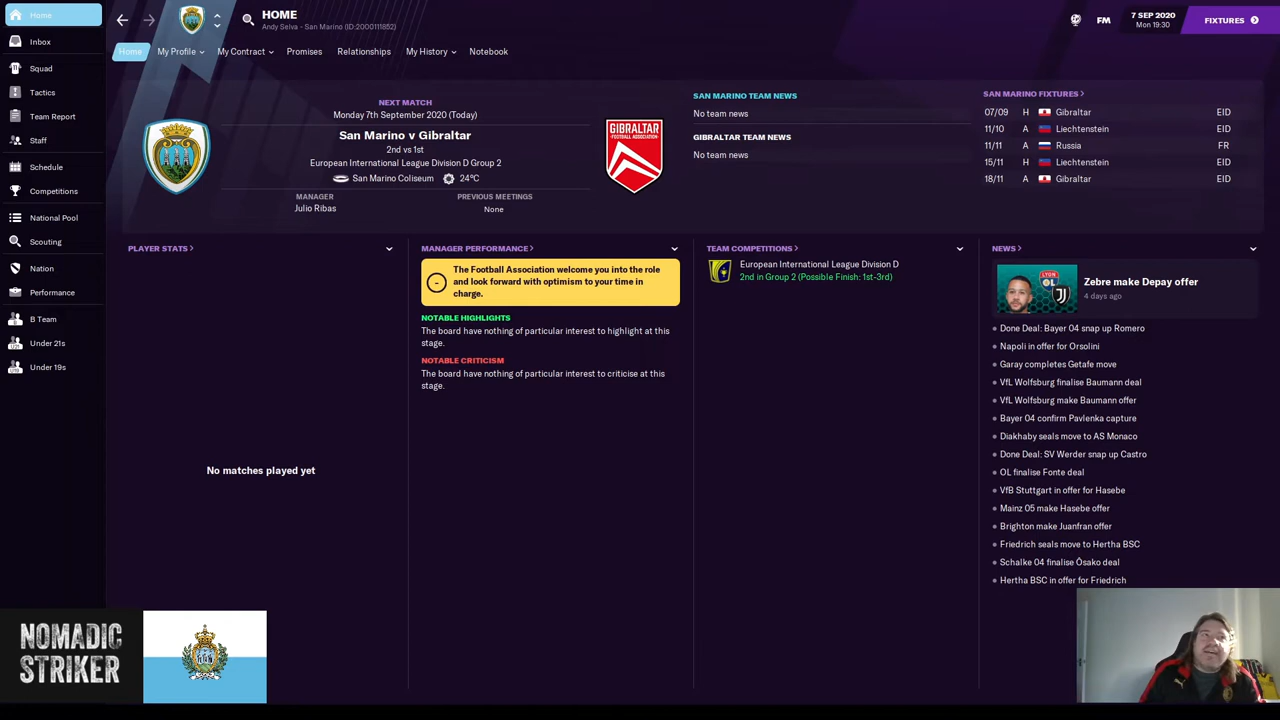 Home
Inbox
Squad
Tactics
Team Report
Staff
Schedule
Competitions
National Pool
Scouting
Nation
Performance
B Team
Under 21s
Under 19s
HOME
Andy Selva - San Marino (ID:2000111852)
FM
7 SEP 2020
Mon 19:30
FIXTURES
Home
My Profile
My Contract
Promises
Relationships
My History
Notebook
NEXT MATCH
Monday 7th September 2020 (Today)
San Marino v Gibraltar
2nd vs 1st
European International League Division D Group 2
San Marino Coliseum 24°C
MANAGER
Julio Ribas
PREVIOUS MEETINGS
None
GIBRALTAR
FOOTBALL ASSOCIATION
SAN MARINO TEAM NEWS
No team news
GIBRALTAR TEAM NEWS
No team news
SAN MARINO FIXTURES
07/09 H Gibraltar EID
11/10 A Liechtenstein EID
11/11 A Russia FR
15/11 H Liechtenstein EID
18/11 A Gibraltar EID
PLAYER STATS
No matches played yet
MANAGER PERFORMANCE
The Football Association welcome you into the role
and look forward with optimism to your time in
charge.
NOTABLE HIGHLIGHTS
The board have nothing of particular interest to highlight at this
stage.
NOTABLE CRITICISM
The board have nothing of particular interest to criticise at this
stage.
TEAM COMPETITIONS
European International League Division D
2nd in Group 2 (Possible Finish: 1st-3rd)
NEWS
LYON
OL
Zebre make Depay offer
4 days ago
Done Deal: Bayer 04 snap up Romero
Napoli in offer for Orsolini
Garay completes Getafe move
VfL Wolfsburg finalise Baumann deal
VfL Wolfsburg make Baumann offer
Bayer 04 confirm Pavlenka capture
Diakhaby seals move to AS Monaco
Done Deal: SV Werder snap up Castro
OL finalise Fonte deal
VfB Stuttgart in offer for Hasebe
Mainz 05 make Hasebe offer
Brighton make Juanfran offer
Friedrich seals move to Hertha BSC
Schalke 04 finalise Ôsako deal
Hertha BSC in offer for Friedrich
NOMADIC
STRIKER